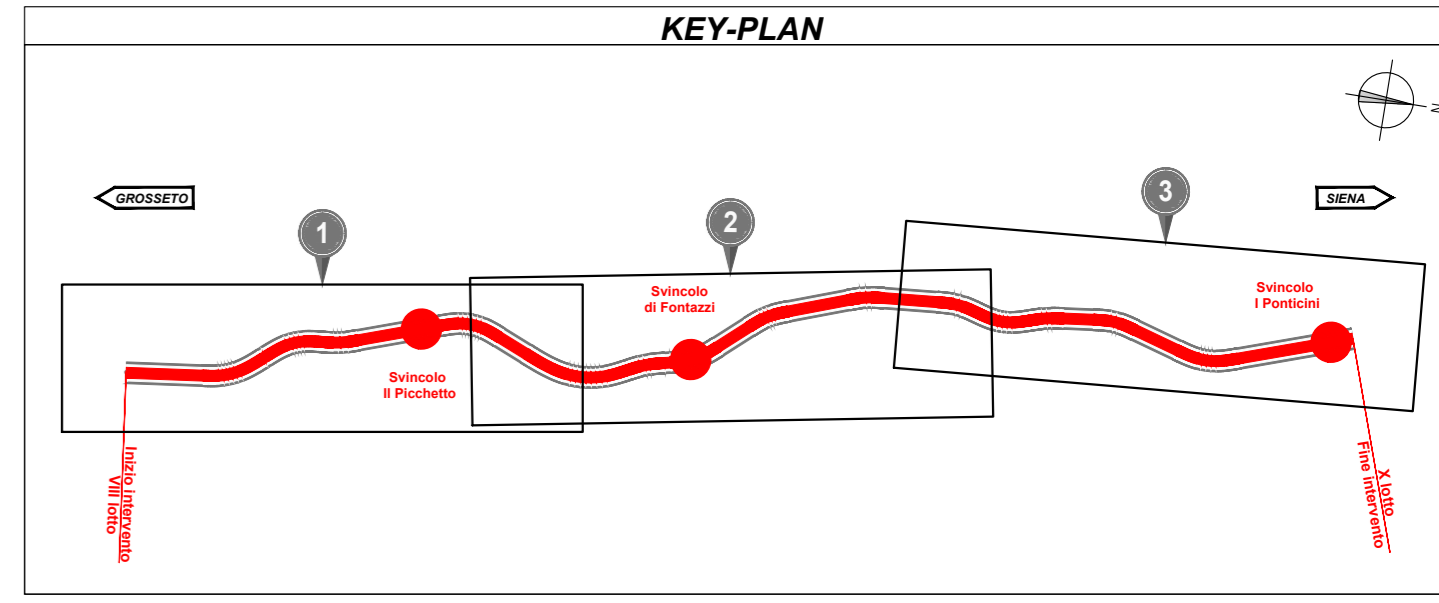 KEY-PLAN
N
GROSSETO
SIENA
1
2
3
Svincolo
Il Picchetto
Svincolo
di Fontazzi
Svincolo
I Ponticini
Inizio intervento
VIII lotto
X lotto
Fine intervento